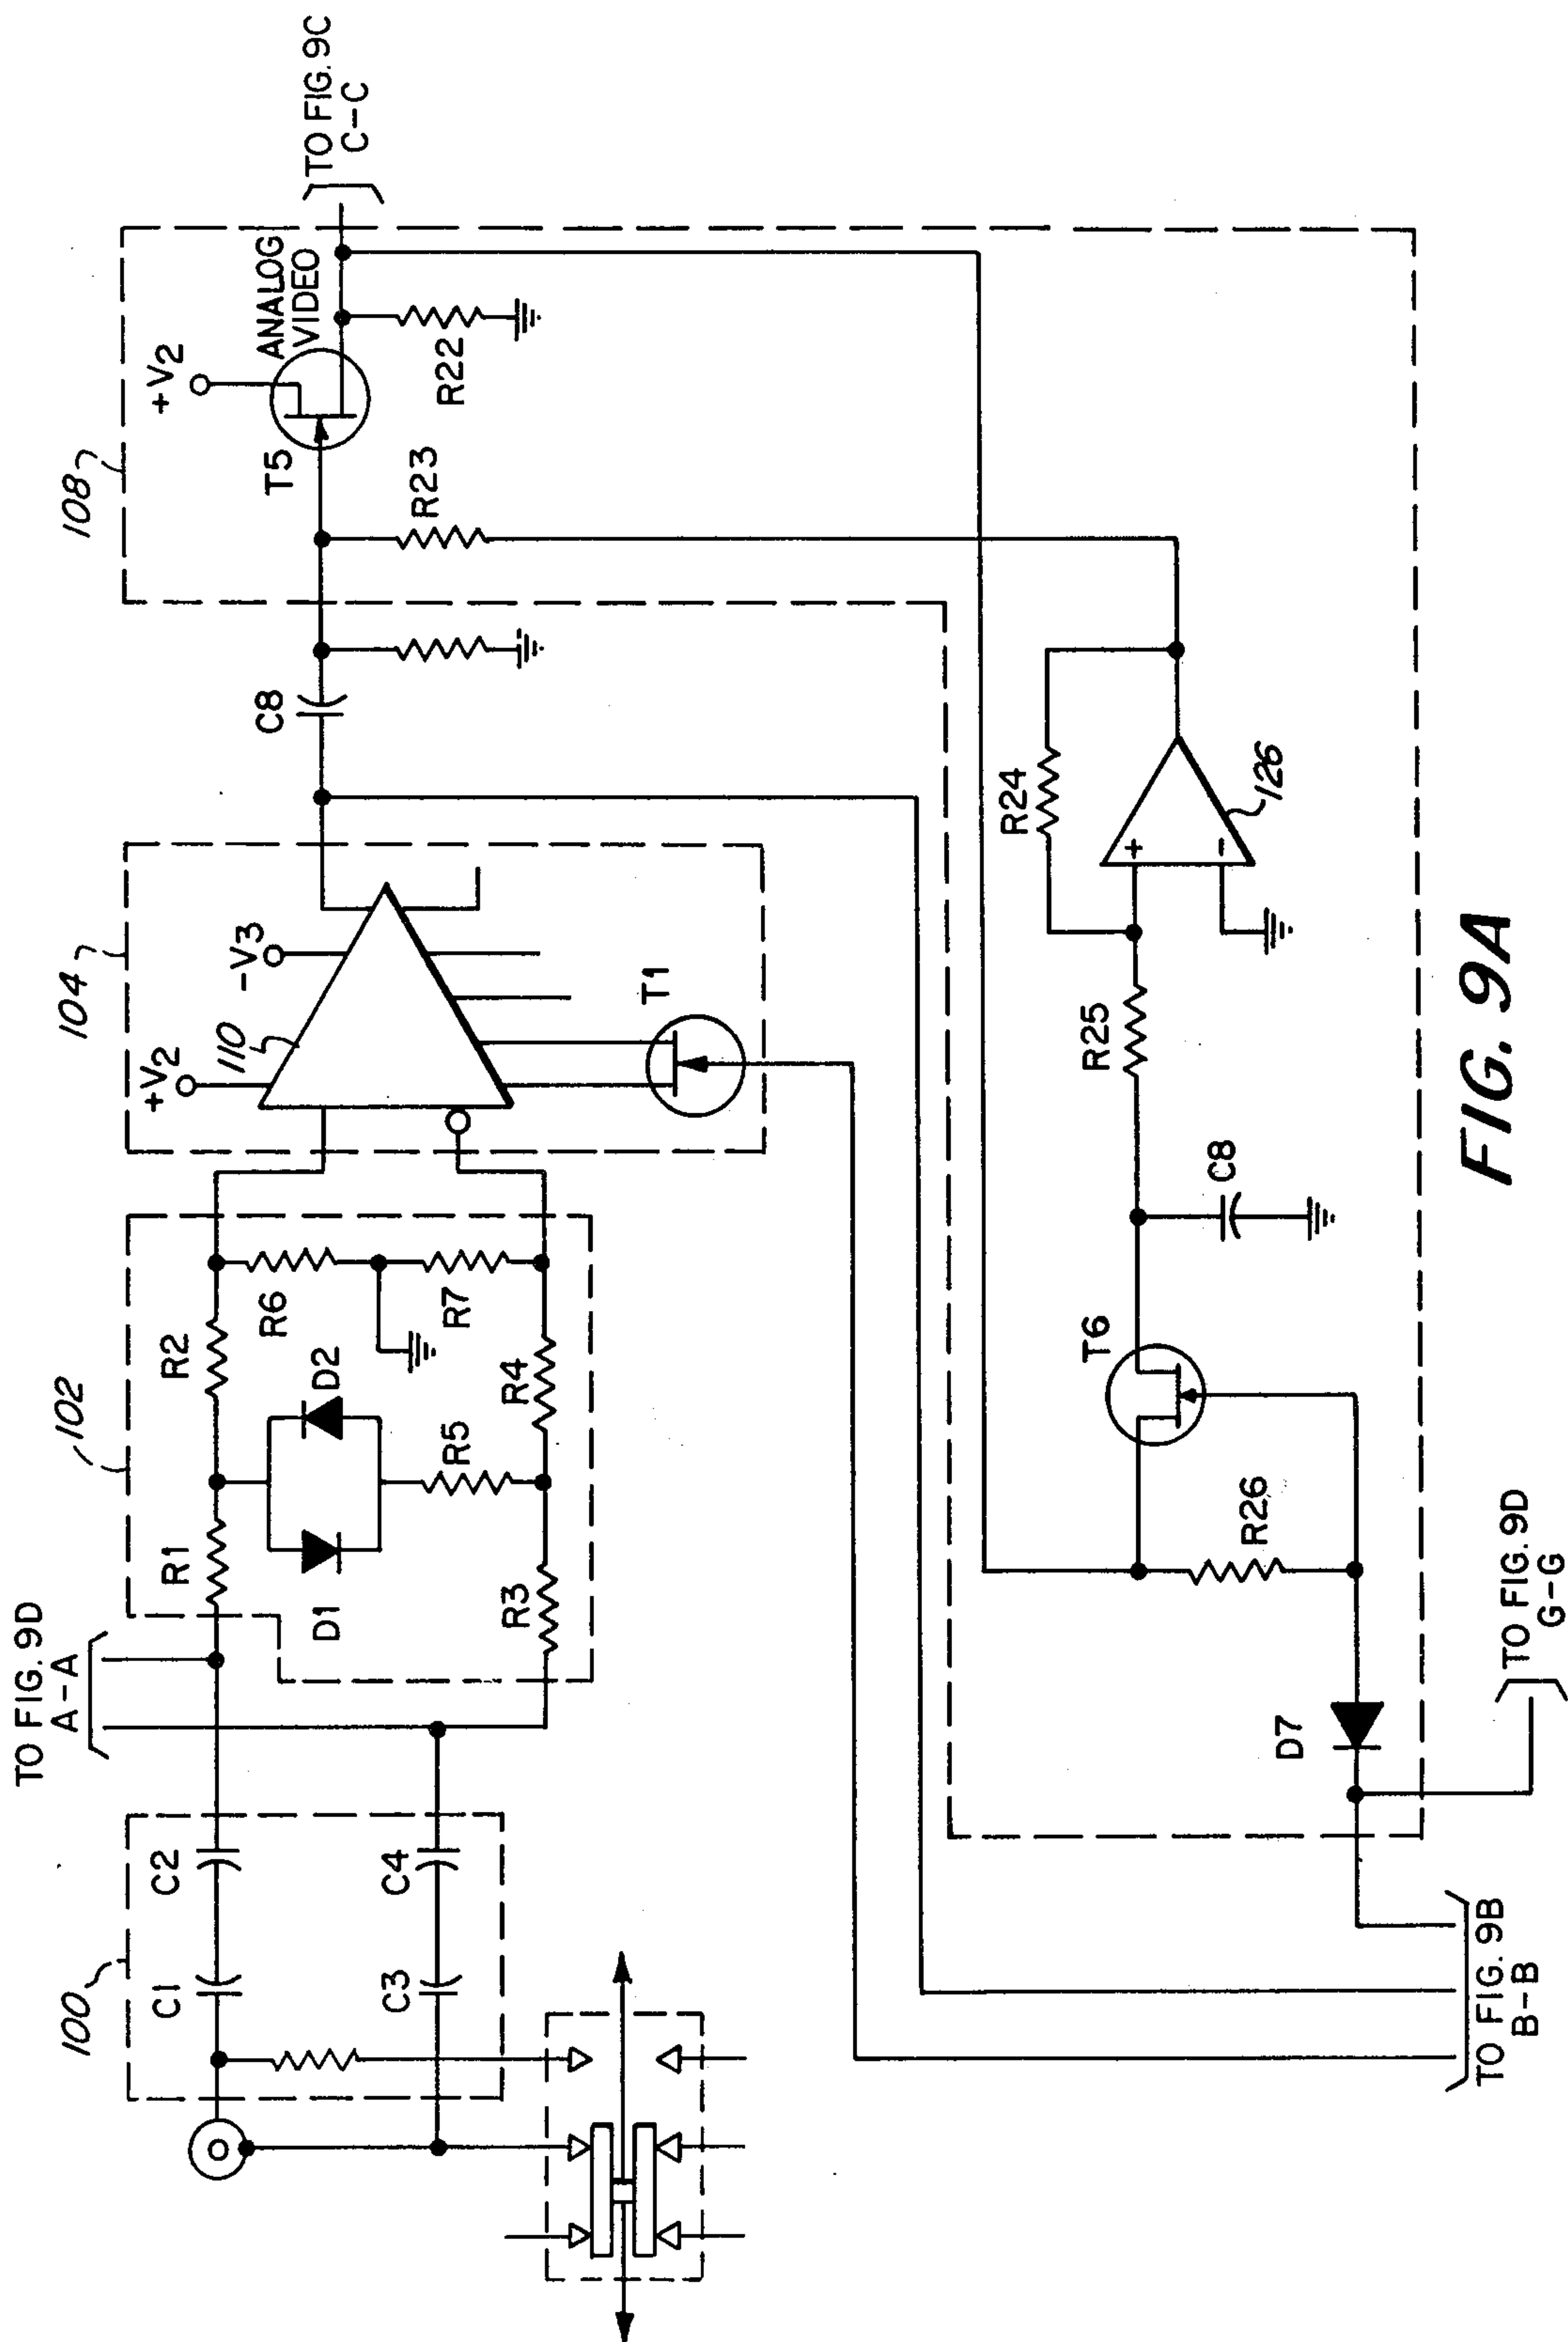 TO FIG. 9D
A-A
100
C1
C2
C3
C4
102
R1
R2
D1
D2
R6
R7
R5
R3
R4
104
+V2
110
-V3
T1
C8
108
+V2
T5
ANALOG
VIDEO
R23
R22
TO FIG. 9C
C-C
D7
R26
T6
C8
R25
R24
+
-
126
TO FIG. 9B
B-B
TO FIG. 9D
G-G
FIG. 9A